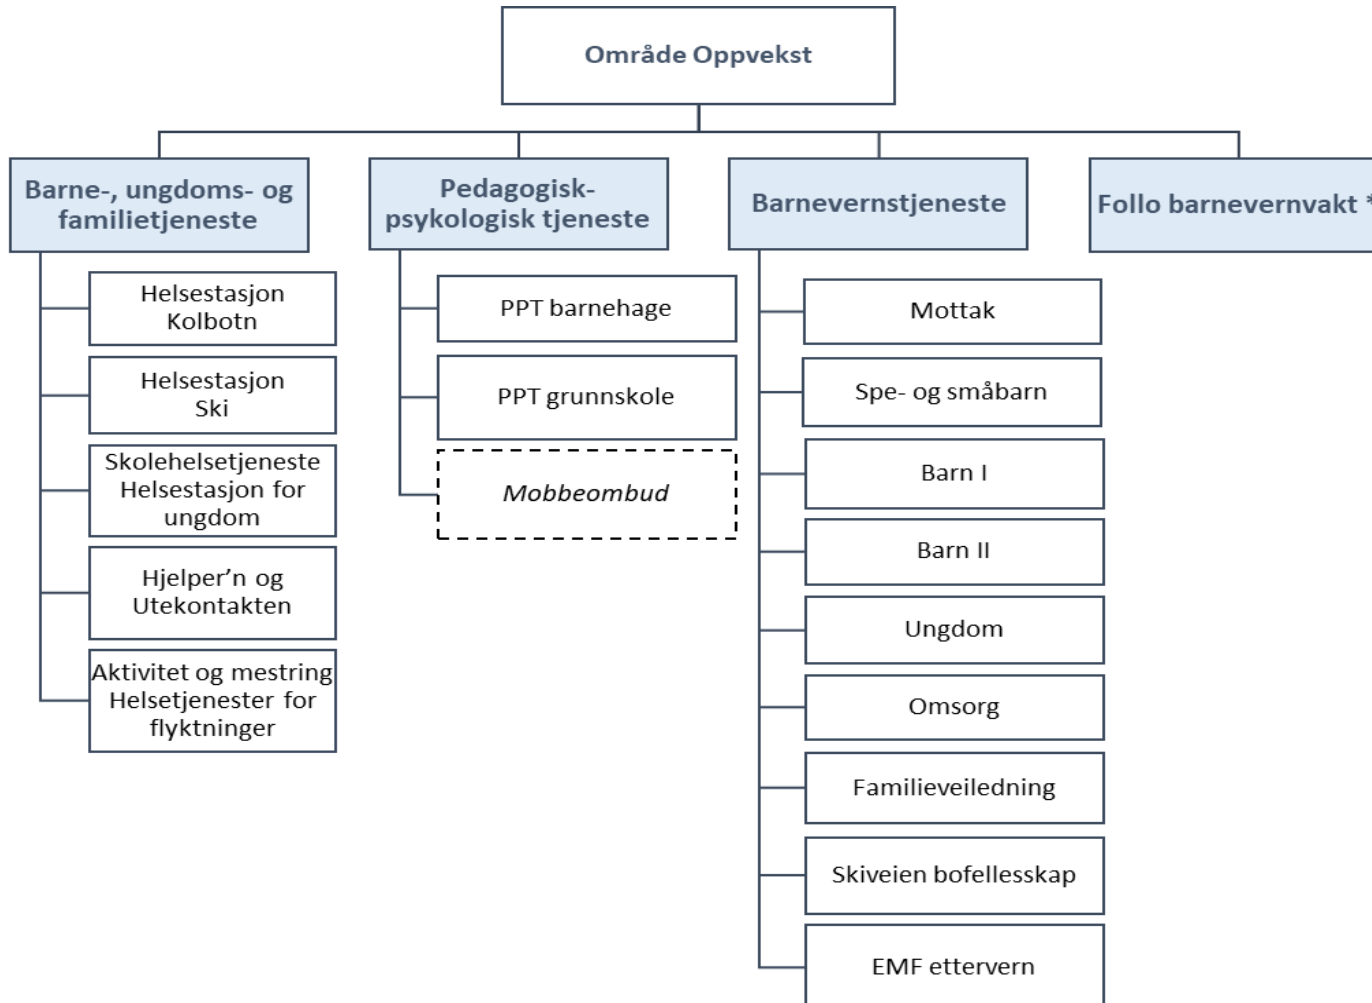 Område Oppvekst
Barne-, ungdoms- og
familietjeneste
Helsestasjon
Kolbotn
Helsestasjon
Ski
Skolehelsetjeneste
Helsestasjon for
ungdom
Hjelper’n og
Utekontakten
Aktivitet og mestring
Helsetjenester for
flyktninger
Pedagogisk-
psykologisk tjeneste
PPT barnehage
PPT grunnskole
Mobbeombud
Barnevernstjeneste
Mottak
Spe- og småbarn
Barn I
Barn II
Ungdom
Omsorg
Familieveiledning
Skiveien bofellesskap
EMF ettervern
Follo barnevernvakt *